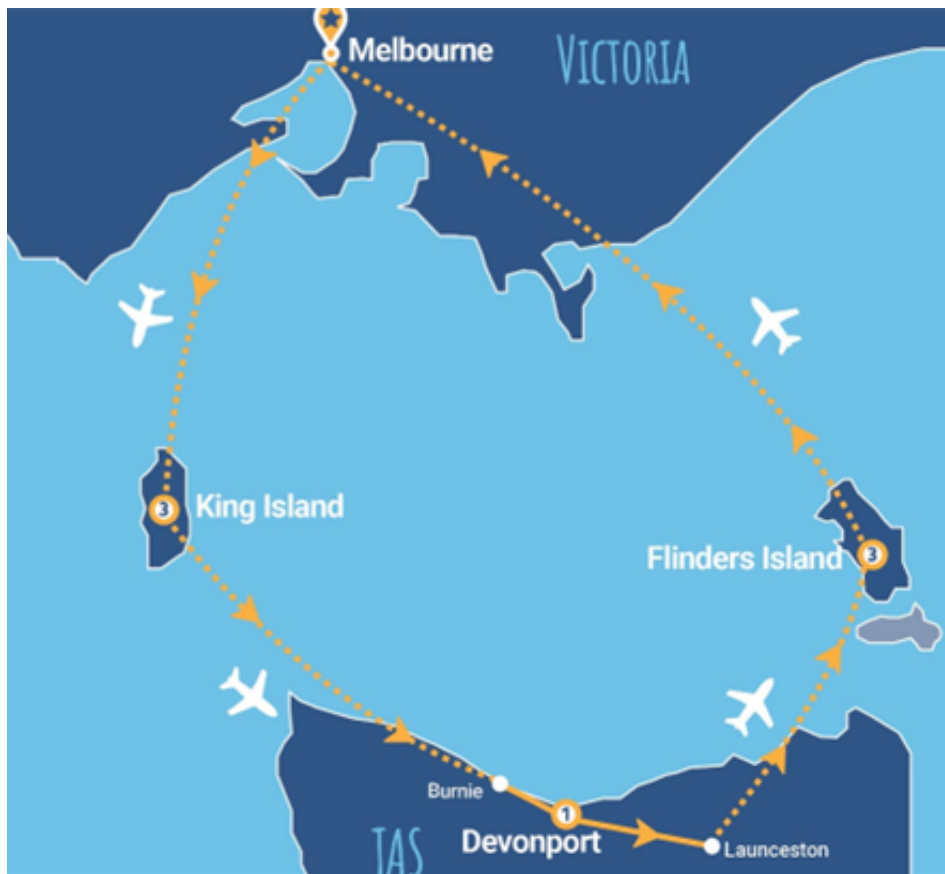 Melbourne
VICTORIA
3
King Island
Flinders Island
3
Burnie
1
Devonport
Launceston
TAS